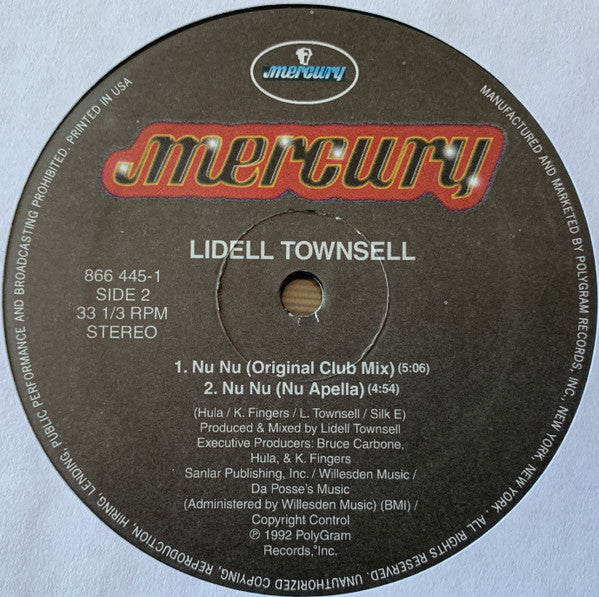 mercury
mercury
LIDELL TOWNSELL
866 445-1
SIDE 2
33 1/3 RPM
STEREO
1. Nu Nu (Original Club Mix) (5:06)
2. Nu Nu (Nu Apella) (4:54)
(Hula / K. Fingers / L. Townsell / Silk E)
Produced & Mixed by Lidell Townsell
Executive Producers: Bruce Carbone,
Hula, & K. Fingers
Sanlar Publishing, Inc. / Willesden Music /
Da Posse's Music
(Administered by Willesden Music) (BMI) /
Copyright Control
℗ 1992 PolyGram
Records, Inc.
MANUFACTURED AND MARKETED BY POLYGRAM RECORDS, INC., NEW YORK, NEW YORK . ALL RIGHTS RESERVED. UNAUTHORIZED COPYING, REPRODUCTION, HIRING, LENDING, PUBLIC PERFORMANCE AND BROADCASTING PROHIBITED. PRINTED IN USA